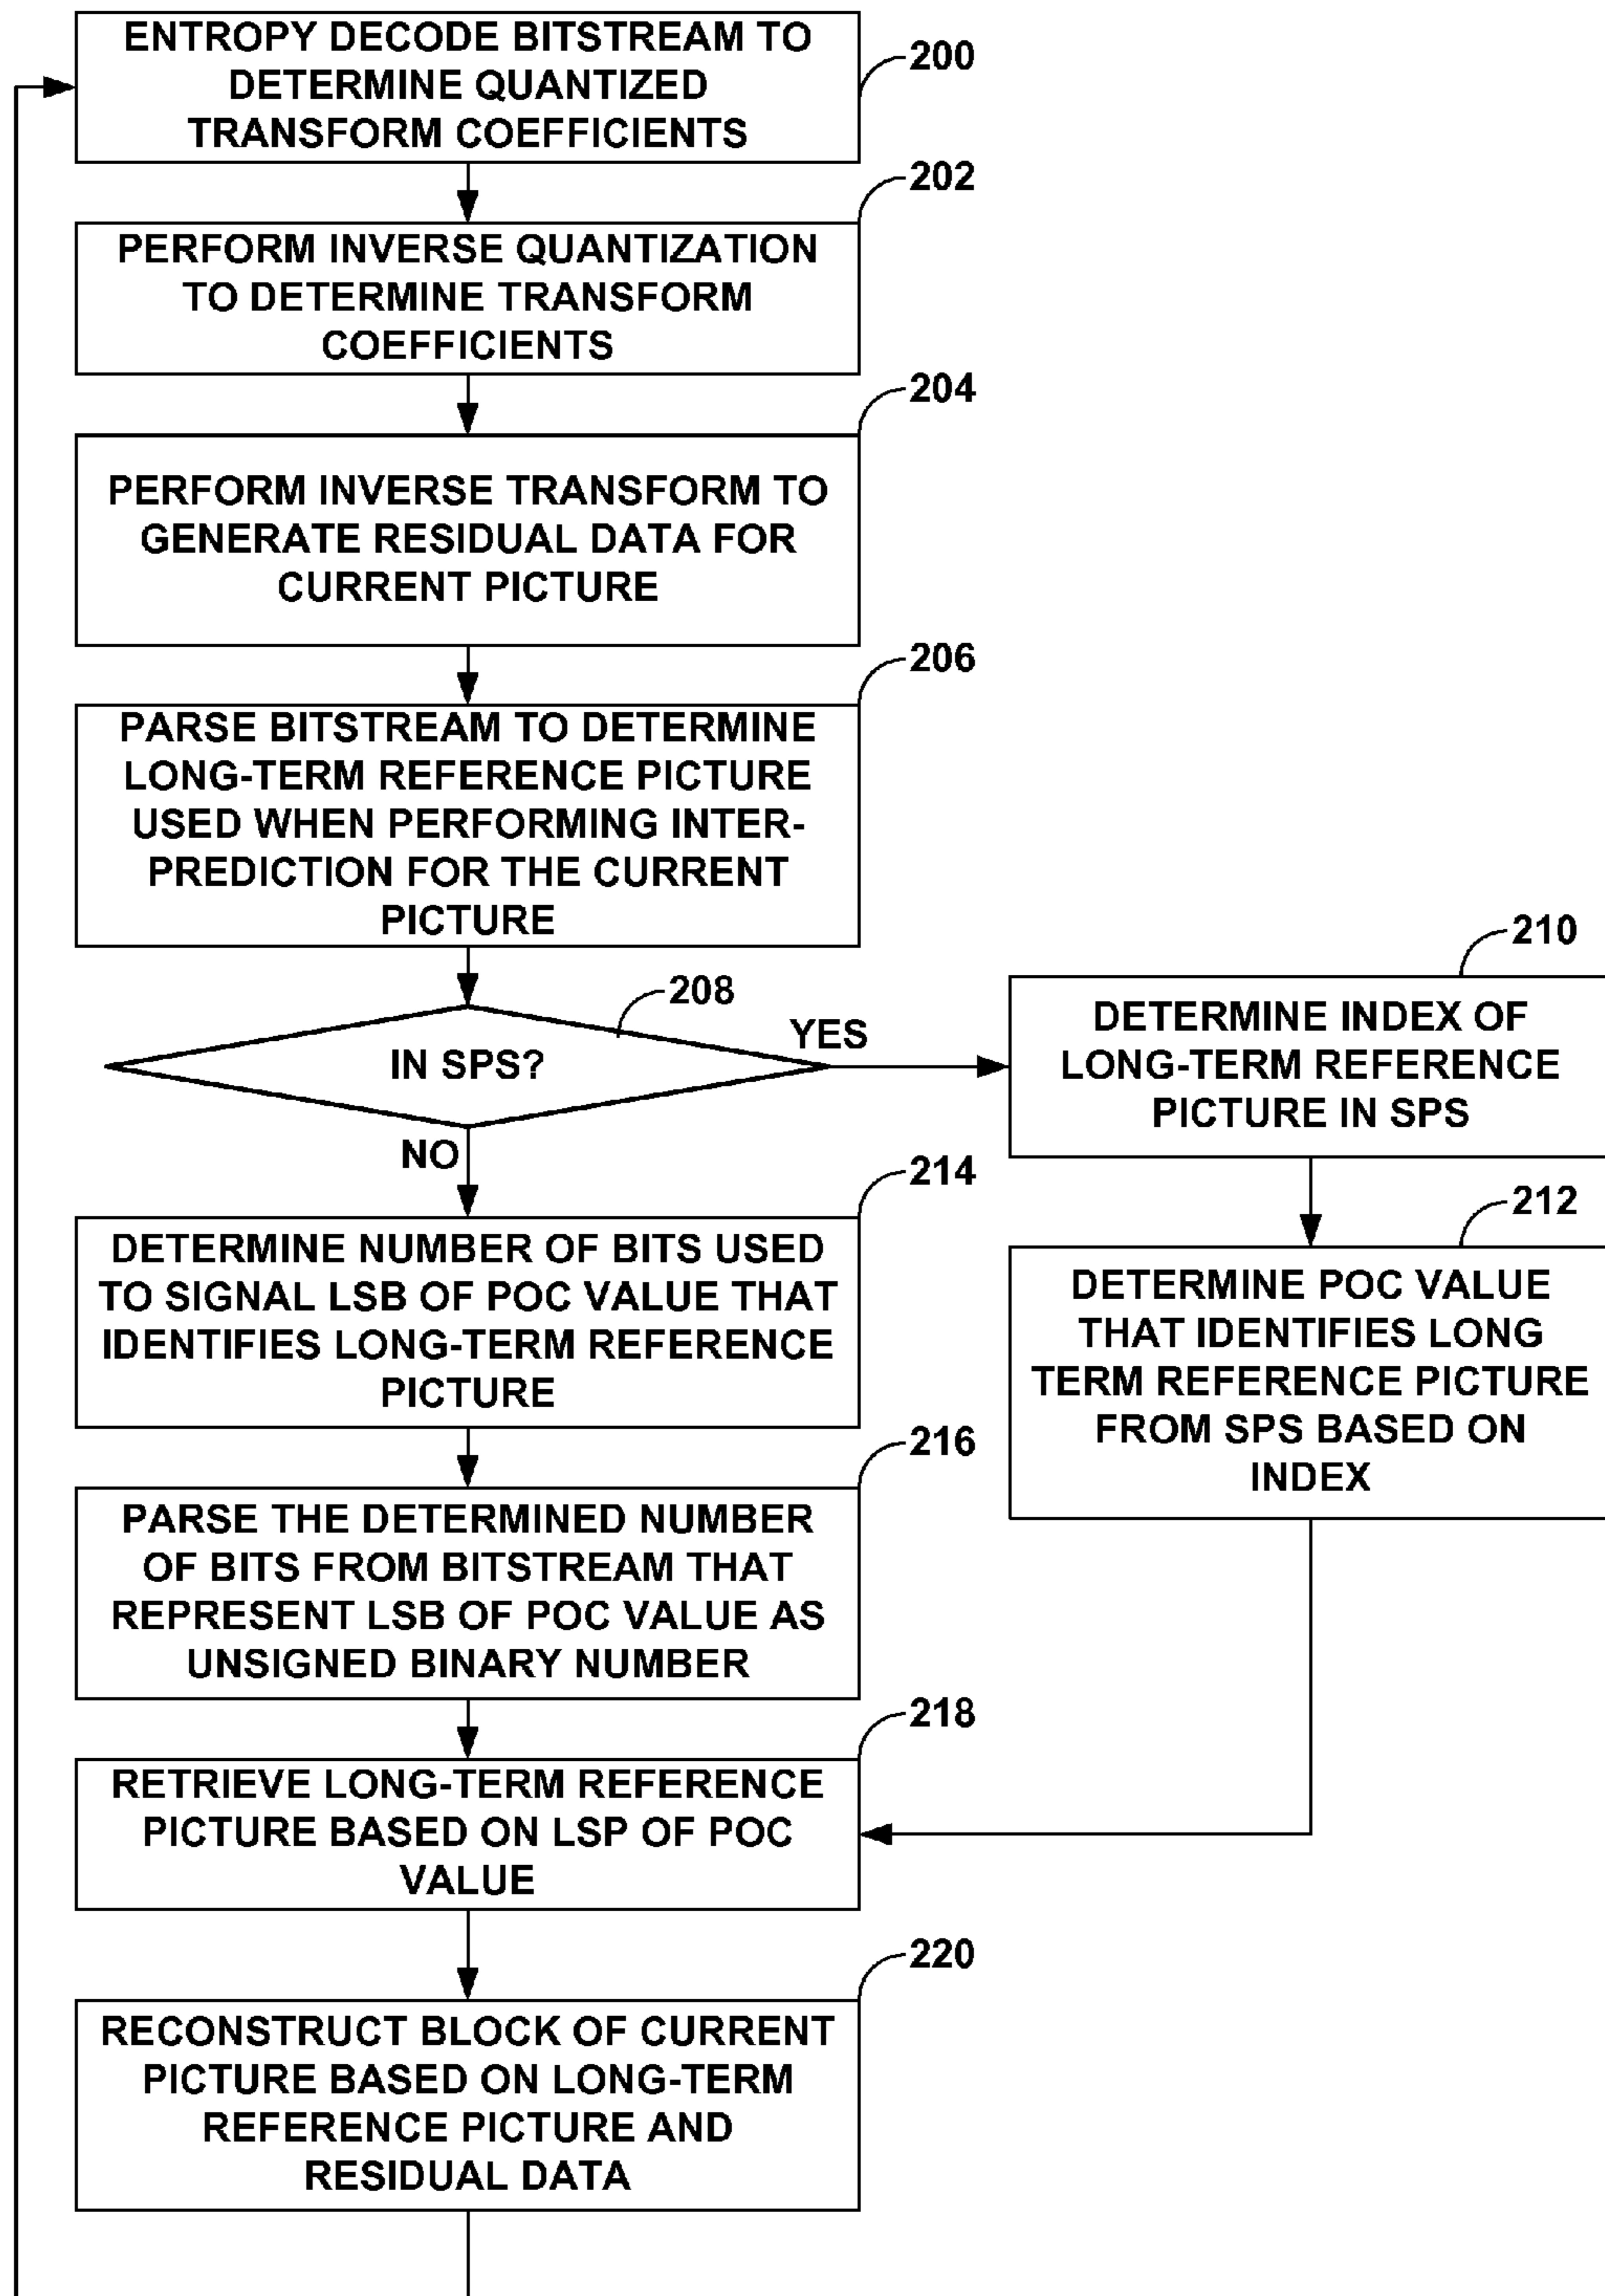 ENTROPY DECODE BITSTREAM TO
DETERMINE QUANTIZED
TRANSFORM COEFFICIENTS
200
202
PERFORM INVERSE QUANTIZATION
TO DETERMINE TRANSFORM
COEFFICIENTS
204
PERFORM INVERSE TRANSFORM TO
GENERATE RESIDUAL DATA FOR
CURRENT PICTURE
206
PARSE BITSTREAM TO DETERMINE
LONG-TERM REFERENCE PICTURE
USED WHEN PERFORMING INTER-
PREDICTION FOR THE CURRENT
PICTURE
208
IN SPS?
YES
NO
210
DETERMINE INDEX OF
LONG-TERM REFERENCE
PICTURE IN SPS
212
DETERMINE POC VALUE
THAT IDENTIFIES LONG
TERM REFERENCE PICTURE
FROM SPS BASED ON
INDEX
214
DETERMINE NUMBER OF BITS USED
TO SIGNAL LSB OF POC VALUE THAT
IDENTIFIES LONG-TERM REFERENCE
PICTURE
216
PARSE THE DETERMINED NUMBER
OF BITS FROM BITSTREAM THAT
REPRESENT LSB OF POC VALUE AS
UNSIGNED BINARY NUMBER
218
RETRIEVE LONG-TERM REFERENCE
PICTURE BASED ON LSP OF POC
VALUE
220
RECONSTRUCT BLOCK OF CURRENT
PICTURE BASED ON LONG-TERM
REFERENCE PICTURE AND
RESIDUAL DATA